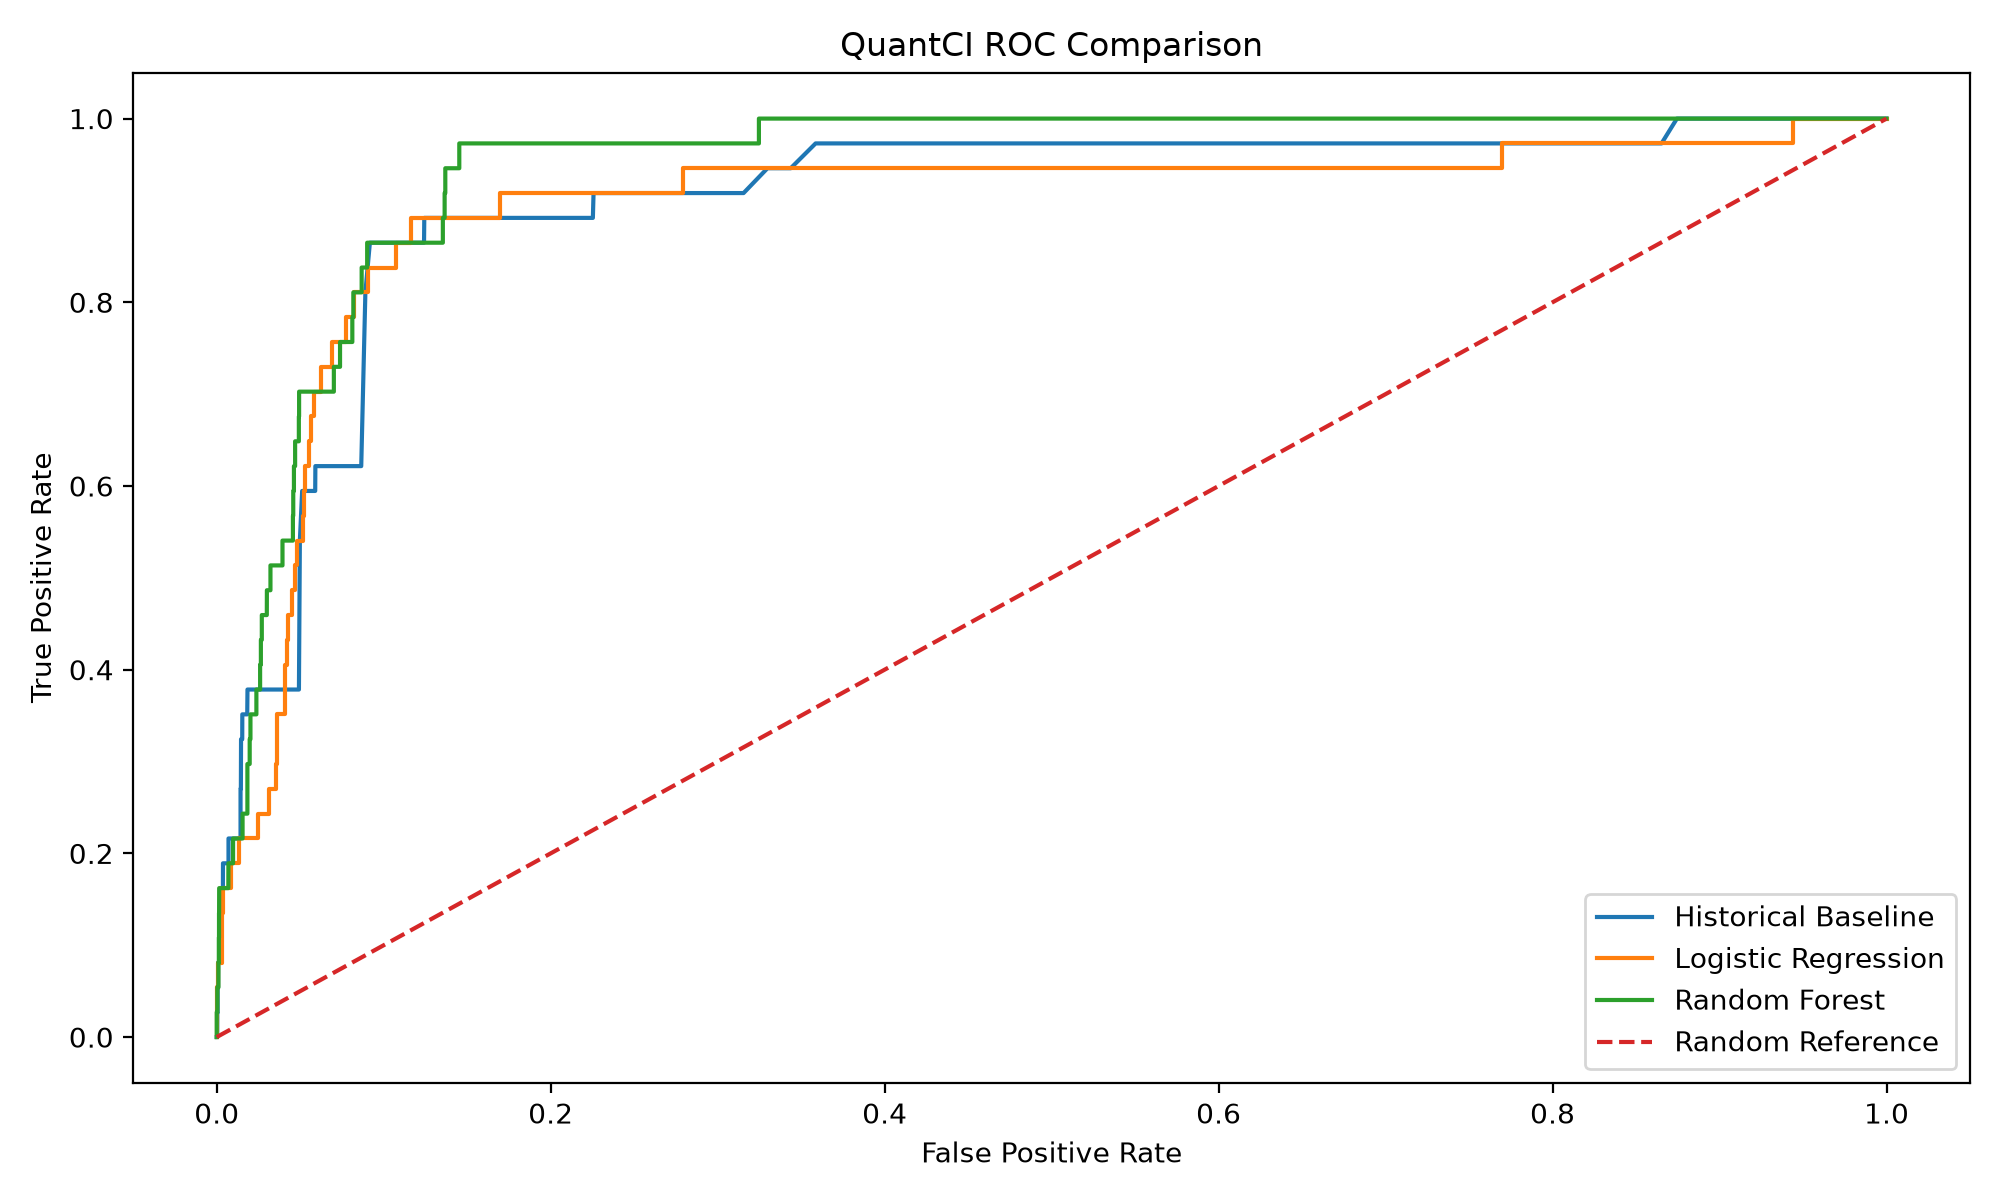 QuantCI ROC Comparison
True Positive Rate
1.0
0.8
0.6
0.4
0.2
0.0
0.0 0.2 0.4 0.6 0.8 1.0
False Positive Rate
Historical Baseline
Logistic Regression
Random Forest
Random Reference